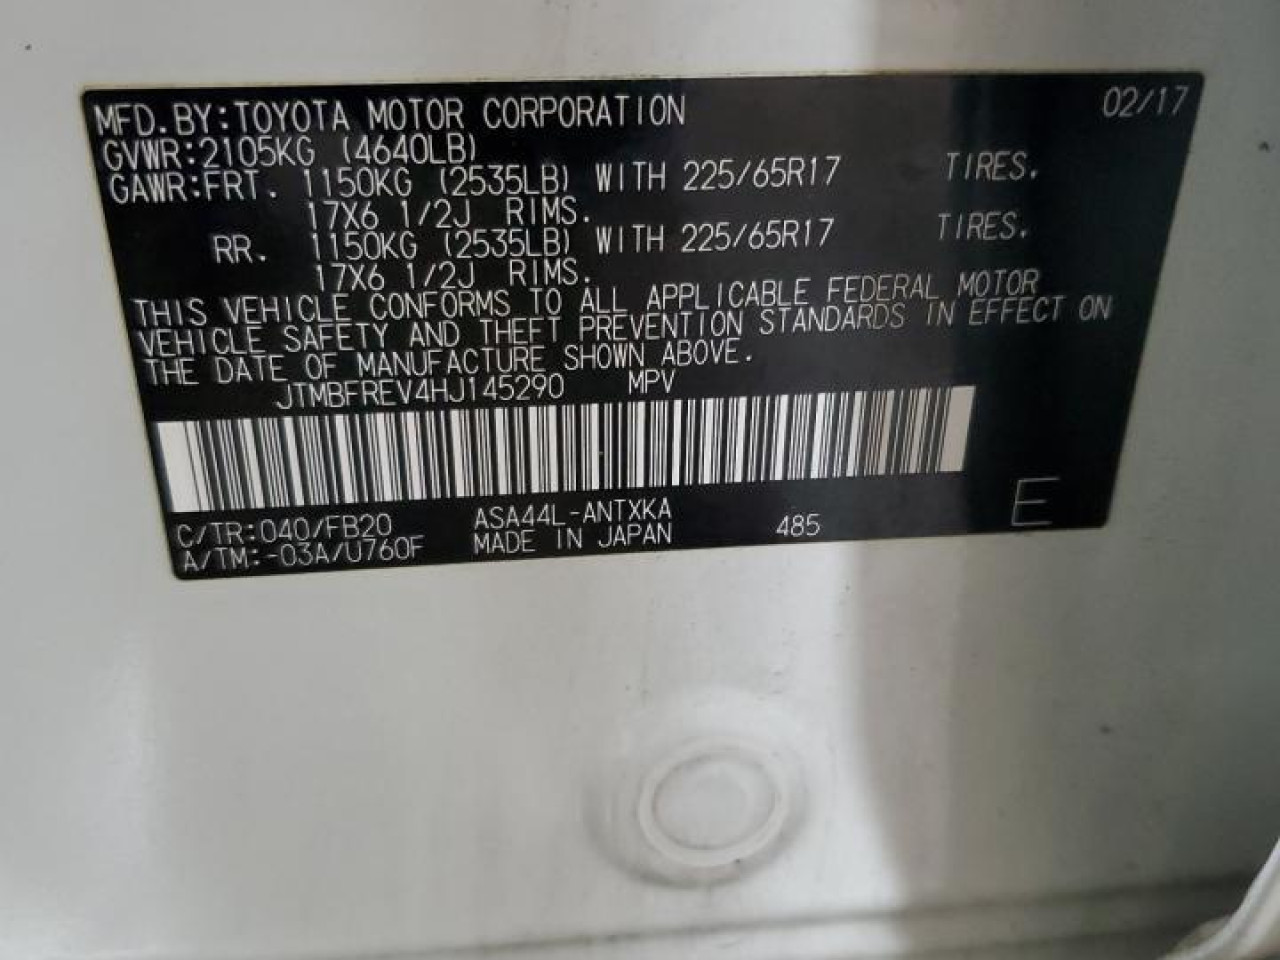 MFD.BY:TOYOTA MOTOR CORPORATION 02/17
GVWR:2105KG (4640LB)
GAWR:FRT. 1150KG (2535LB) WITH 225/65R17 TIRES.
17X6 1/2J RIMS.
RR. 1150KG (2535LB) WITH 225/65R17 TIRES.
17X6 1/2J RIMS.
THIS VEHICLE CONFORMS TO ALL APPLICABLE FEDERAL MOTOR
VEHICLE SAFETY AND THEFT PREVENTION STANDARDS IN EFFECT ON
THE DATE OF MANUFACTURE SHOWN ABOVE.
JTMBFREV4HJ145290 MPV
C/TR:040/FB20 ASA44L-ANTXKA 485 E
A/TM:-03A/U760F MADE IN JAPAN